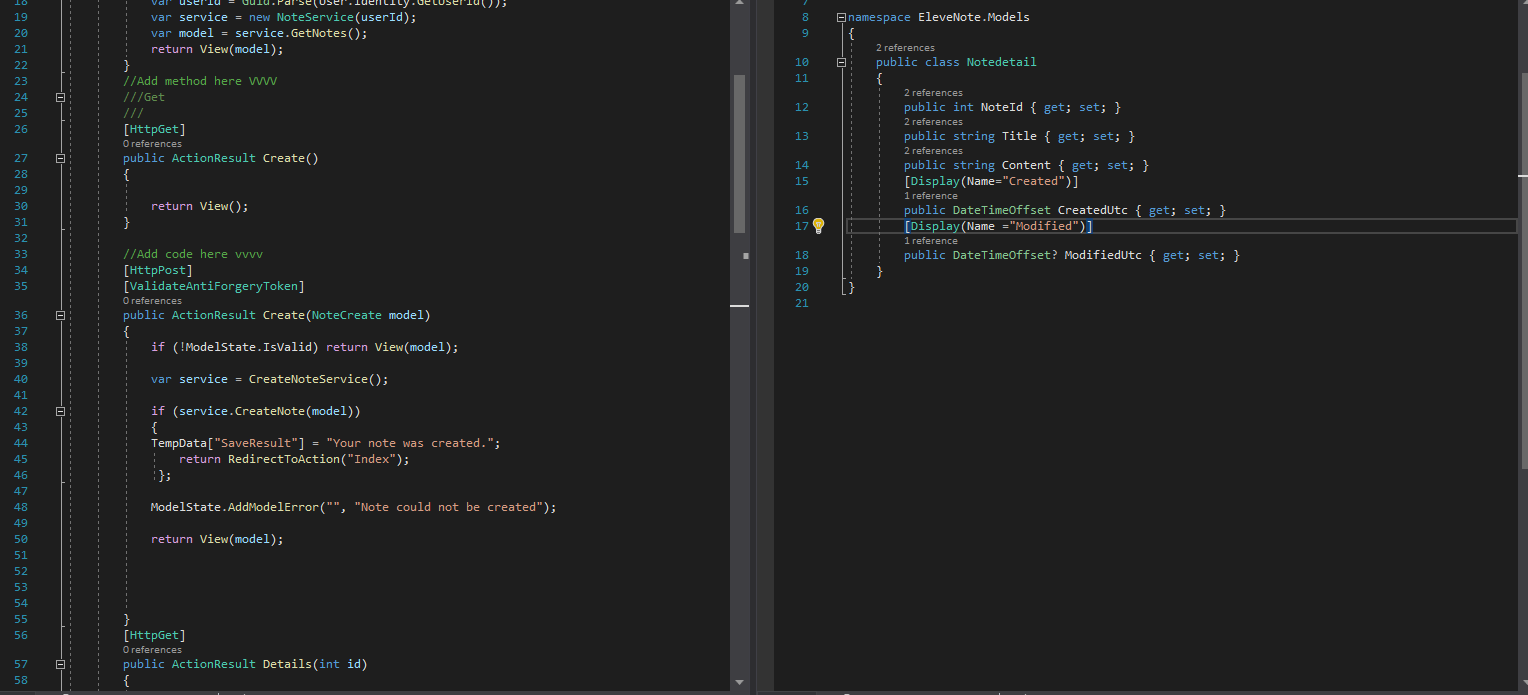 18 var userId = Guid.Parse(User.Identity.GetUserId());
19 var service = new NoteService(userId);
20 var model = service.GetNotes();
21 return View(model);
22 }
23 //Add method here VVVV
24 ///Get
25 ///
26 [HttpGet]
0 references
27 public ActionResult Create()
28 {
29
30 return View();
31 }
32
33 //Add code here vvvv
34 [HttpPost]
35 [ValidateAntiForgeryToken]
0 references
36 public ActionResult Create(NoteCreate model)
37 {
38 if (!ModelState.IsValid) return View(model);
39
40 var service = CreateNoteService();
41
42 if (service.CreateNote(model))
43 {
44 TempData["SaveResult"] = "Your note was created.";
45 return RedirectToAction("Index");
46 };
47
48 ModelState.AddModelError("", "Note could not be created");
49
50 return View(model);
51
52
53
54
55 }
56 [HttpGet]
0 references
57 public ActionResult Details(int id)
58 {
7
8 namespace EleveNote.Models
9 {
2 references
10 public class Notedetail
11 {
2 references
12 public int NoteId { get; set; }
2 references
13 public string Title { get; set; }
2 references
14 public string Content { get; set; }
15 [Display(Name="Created")]
1 reference
16 public DateTimeOffset CreatedUtc { get; set; }
17 [Display(Name ="Modified")]
1 reference
18 public DateTimeOffset? ModifiedUtc { get; set; }
19 }
20 }
21